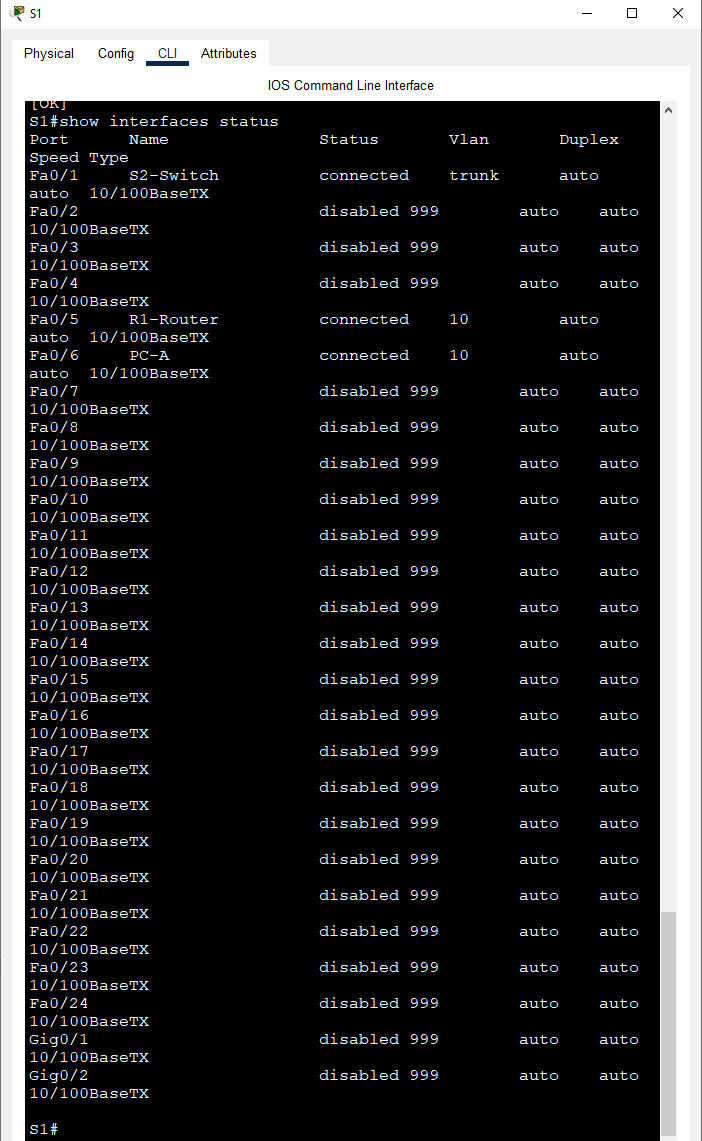 S1
Physical Config CLI Attributes
IOS Command Line Interface
[OK]
S1#show interfaces status
Port Name Status Vlan Duplex
Speed Type
Fa0/1 S2-Switch connected trunk auto
auto 10/100BaseTX
Fa0/2 disabled 999 auto auto
10/100BaseTX
Fa0/3 disabled 999 auto auto
10/100BaseTX
Fa0/4 disabled 999 auto auto
10/100BaseTX
Fa0/5 R1-Router connected 10 auto
auto 10/100BaseTX
Fa0/6 PC-A connected 10 auto
auto 10/100BaseTX
Fa0/7 disabled 999 auto auto
10/100BaseTX
Fa0/8 disabled 999 auto auto
10/100BaseTX
Fa0/9 disabled 999 auto auto
10/100BaseTX
Fa0/10 disabled 999 auto auto
10/100BaseTX
Fa0/11 disabled 999 auto auto
10/100BaseTX
Fa0/12 disabled 999 auto auto
10/100BaseTX
Fa0/13 disabled 999 auto auto
10/100BaseTX
Fa0/14 disabled 999 auto auto
10/100BaseTX
Fa0/15 disabled 999 auto auto
10/100BaseTX
Fa0/16 disabled 999 auto auto
10/100BaseTX
Fa0/17 disabled 999 auto auto
10/100BaseTX
Fa0/18 disabled 999 auto auto
10/100BaseTX
Fa0/19 disabled 999 auto auto
10/100BaseTX
Fa0/20 disabled 999 auto auto
10/100BaseTX
Fa0/21 disabled 999 auto auto
10/100BaseTX
Fa0/22 disabled 999 auto auto
10/100BaseTX
Fa0/23 disabled 999 auto auto
10/100BaseTX
Fa0/24 disabled 999 auto auto
10/100BaseTX
Gig0/1 disabled 999 auto auto
10/100BaseTX
Gig0/2 disabled 999 auto auto
10/100BaseTX
S1#